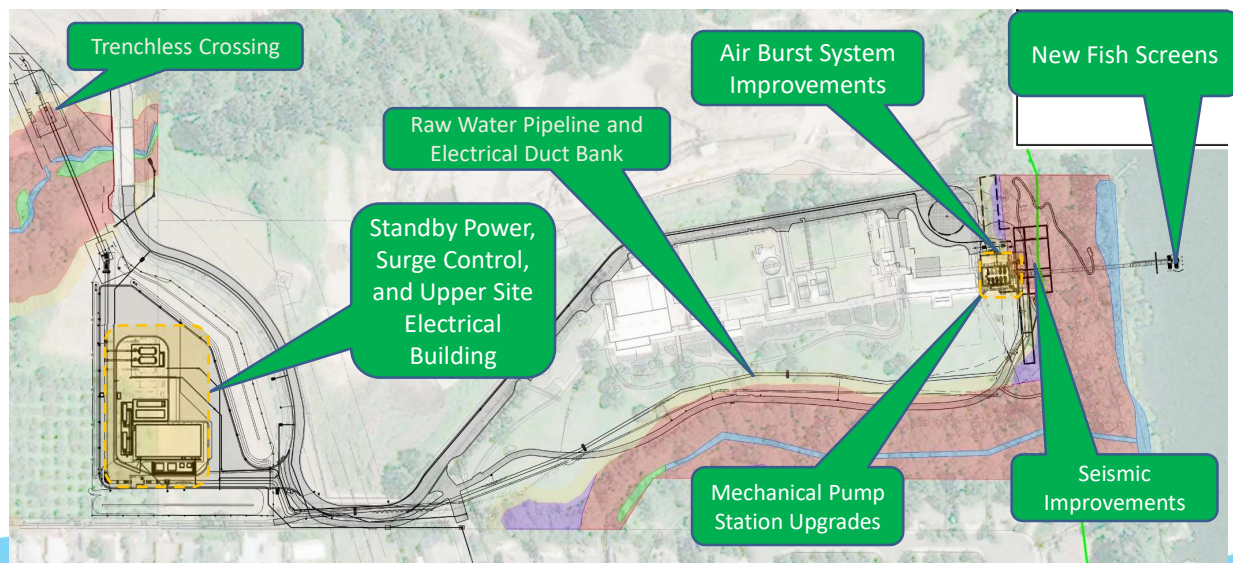 Trenchless Crossing
Air Burst System
Improvements
New Fish Screens
Raw Water Pipeline and
Electrical Duct Bank
Standby Power,
Surge Control,
and Upper Site
Electrical
Building
Mechanical Pump
Station Upgrades
Seismic
Improvements